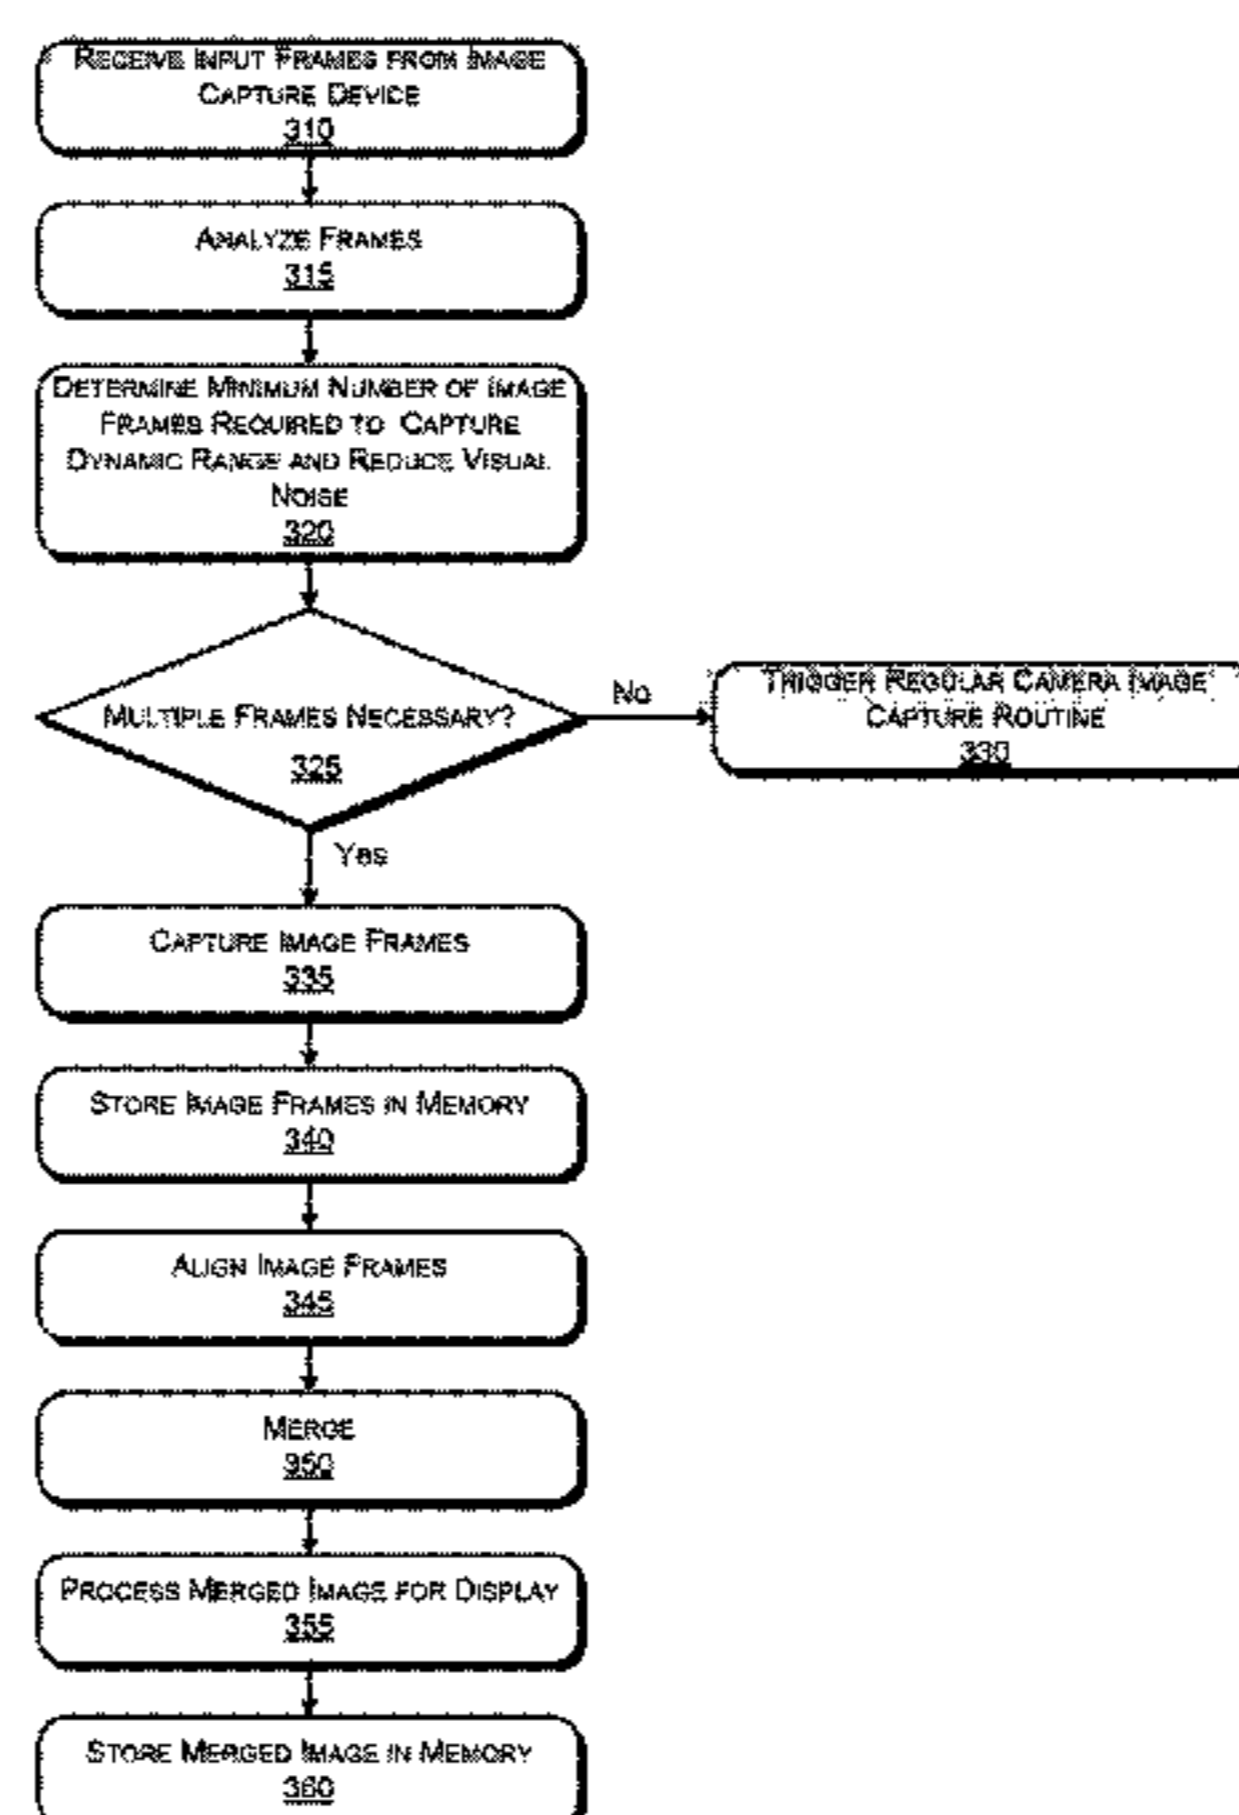 RECEIVE INPUT FRAMES FROM IMAGE
CAPTURE DEVICE
310
ANALYZE FRAMES
315
DETERMINE MINIMUM NUMBER OF IMAGE
FRAMES REQUIRED TO CAPTURE
DYNAMIC RANGE AND REDUCE VISUAL
NOISE
320
MULTIPLE FRAMES NECESSARY?
325
No
TRIGGER REGULAR CAMERA IMAGE
CAPTURE ROUTINE
330
Yes
CAPTURE IMAGE FRAMES
335
STORE IMAGE FRAMES IN MEMORY
340
ALIGN IMAGE FRAMES
345
MERGE
350
PROCESS MERGED IMAGE FOR DISPLAY
355
STORE MERGED IMAGE IN MEMORY
360